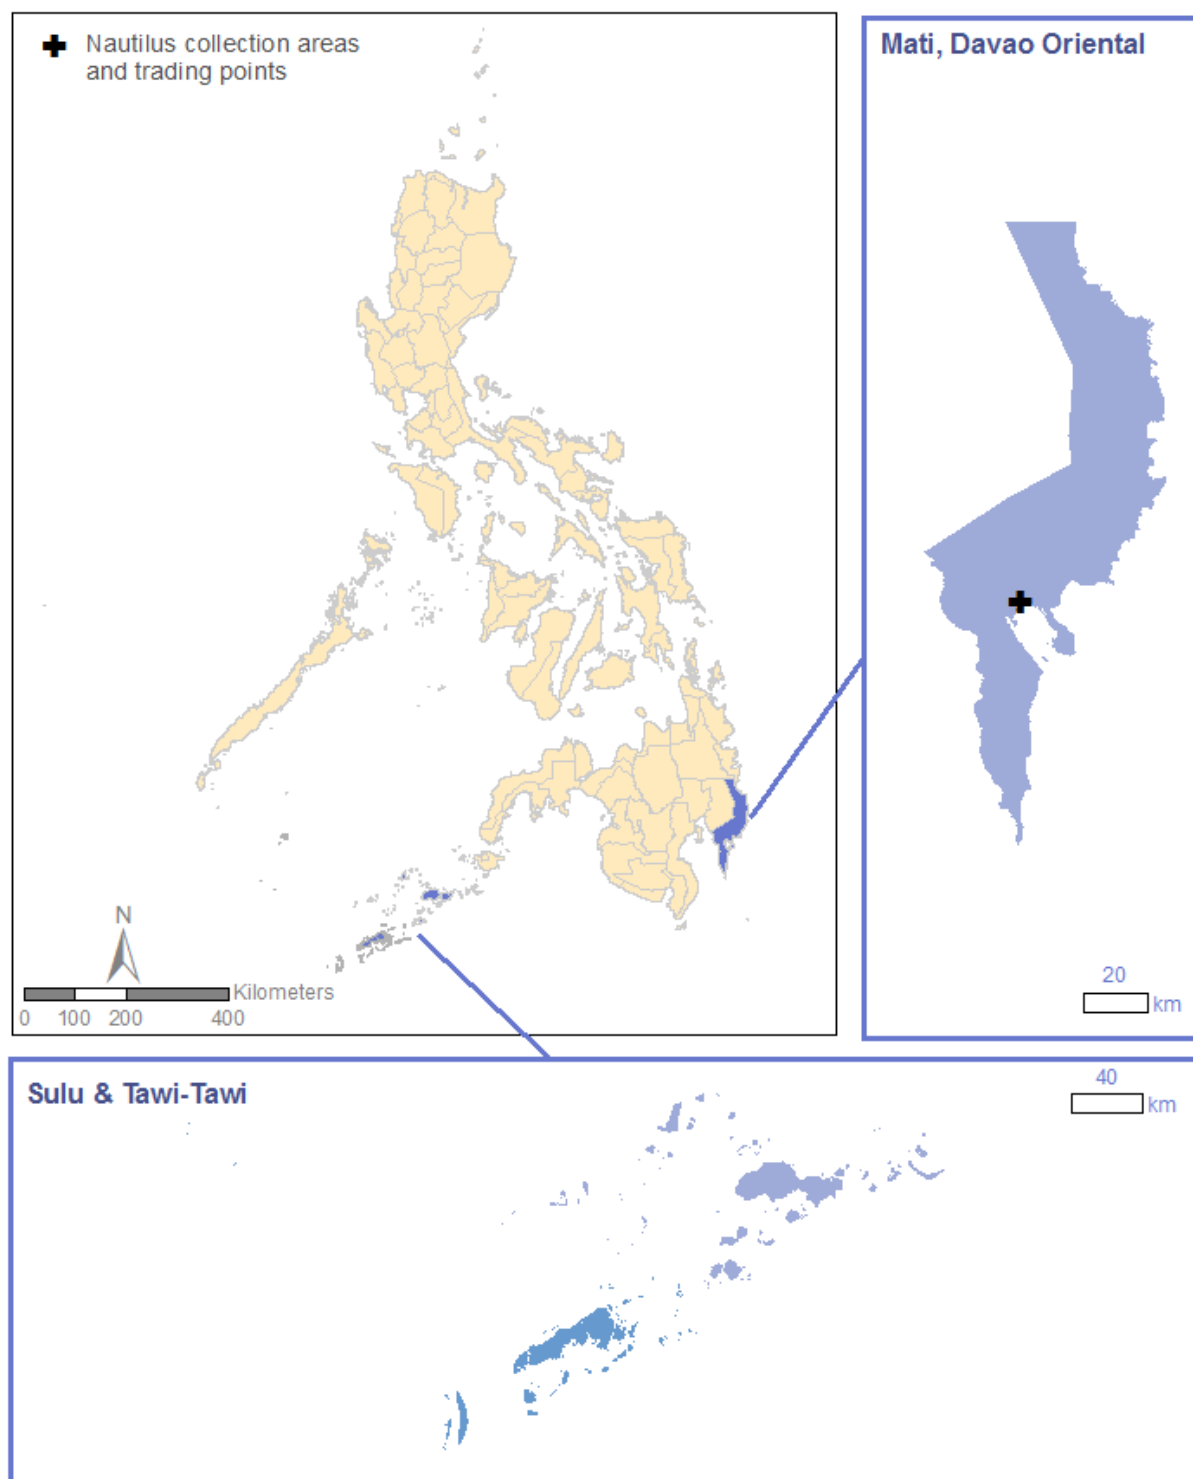 Nautilus collection areas
and trading points
Mati, Davao Oriental
N
Kilometers
0 100 200 400
20
km
Sulu & Tawi-Tawi
40
km